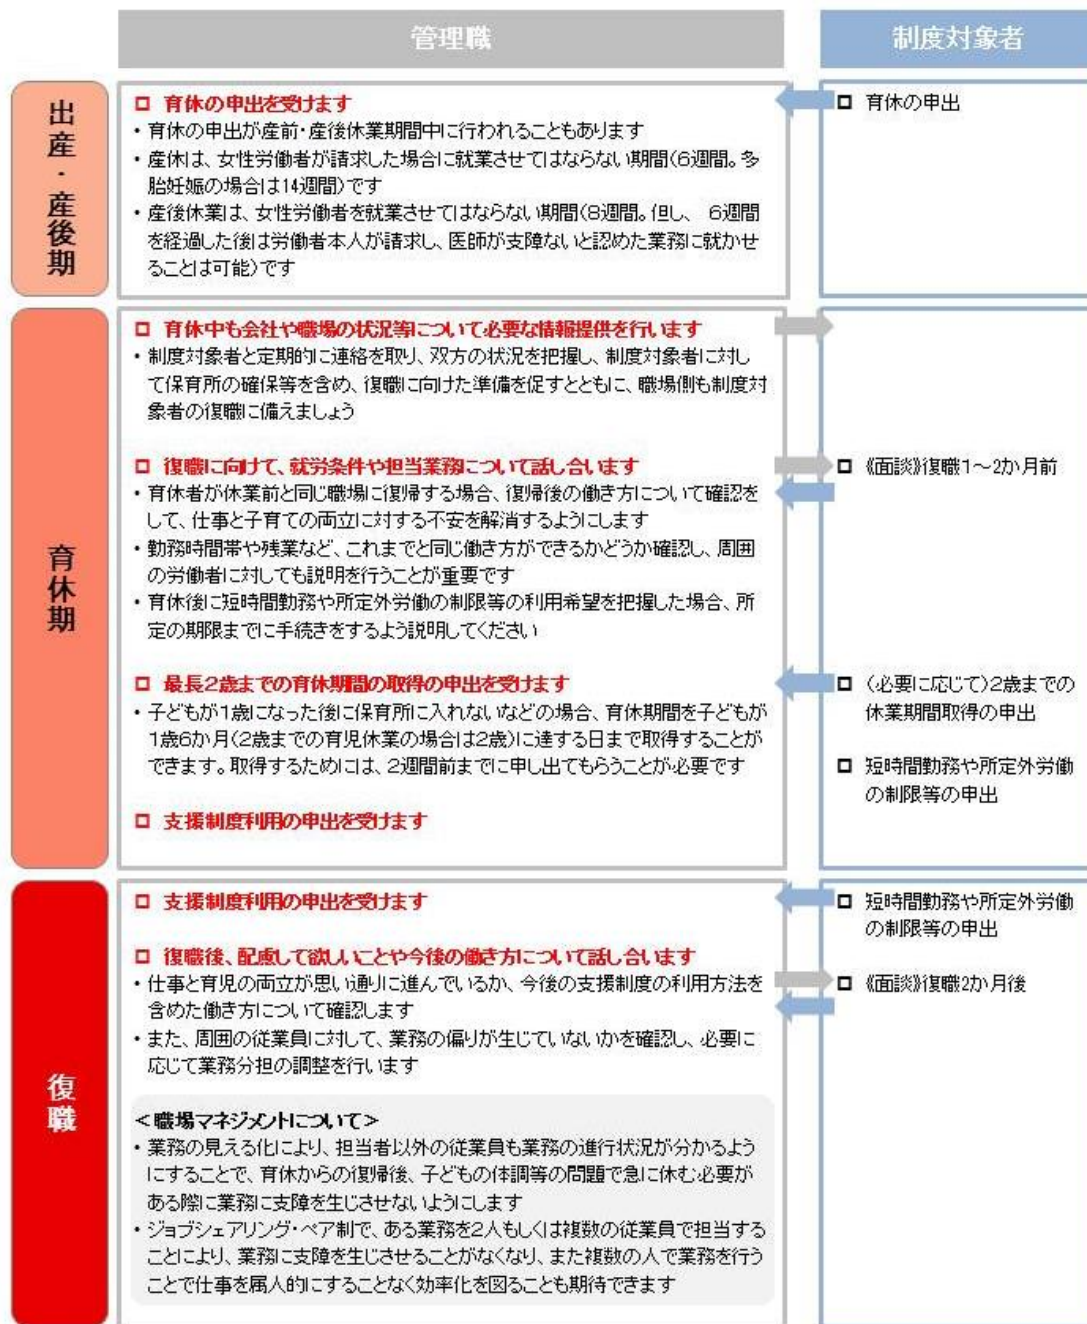 管理職
制度対象者
出産・産後期
□ 育休の申出を受けます
・育休の申出が産前・産後休業期間中に行われることもあります
・産休は、女性労働者が請求した場合に就業させてはならない期間(6週間。多
胎妊娠の場合は14週間)です
・産後休業は、女性労働者を就業させてはならない期間(8週間。但し、 6週間
を経過した後は労働者本人が請求し、医師が支障ないと認めた業務に就かせ
ることは可能)です
□ 育休の申出
育休期
□ 育休中も会社や職場の状況等について必要な情報提供を行います
・制度対象者と定期的に連絡を取り、双方の状況を把握し、制度対象者に対し
て保育所の確保等を含め、復職に向けた準備を促すとともに、職場側も制度対
象者の復職に備えましょう
□ 復職に向けて、就労条件や担当業務について話し合います
・育休者が休業前と同じ職場に復帰する場合、復帰後の働き方について確認を
して、仕事と子育ての両立に対する不安を解消するようにします
・勤務時間帯や残業など、これまでと同じ働き方ができるかどうか確認し、周囲
の労働者に対しても説明を行うことが重要です
・育休後に短時間勤務や所定外労働の制限等の利用希望を把握した場合、所
定の期限までに手続きをするよう説明してください
□ 《面談》復職1～2か月前
□ 最長2歳までの育休期間の取得の申出を受けます
・子どもが1歳になった後に保育所に入れないなどの場合、育休期間を子どもが
1歳6か月(2歳までの育児休業の場合は2歳)に達する日まで取得することが
できます。取得するためには、2週間前までに申し出てもらうことが必要です
□ 支援制度利用の申出を受けます
□ (必要に応じて)2歳までの
休業期間取得の申出
□ 短時間勤務や所定外労働
の制限等の申出
復職
□ 支援制度利用の申出を受けます
□ 復職後、配慮して欲しいことや今後の働き方について話し合います
・仕事と育児の両立が思い通りに進んでいるか、今後の支援制度の利用方法を
含めた働き方について確認します
・また、周囲の従業員に対して、業務の偏りが生じていないかを確認し、必要に
応じて業務分担の調整を行います
□ 短時間勤務や所定外労働
の制限等の申出
□ 《面談》復職2か月後
＜職場マネジメントについて＞
・業務の見える化により、担当者以外の従業員も業務の進行状況が分かるよう
にすることで、育休からの復帰後、子どもの体調等の問題で急に休む必要が
ある際に業務に支障を生じさせないようにします
・ジョブシェアリング・ペア制で、ある業務を2人もしくは複数の従業員で担当する
ことにより、業務に支障を生じさせることがなくなり、また複数の人で業務を行う
ことで仕事を属人的にすることなく効率化を図ることも期待できます